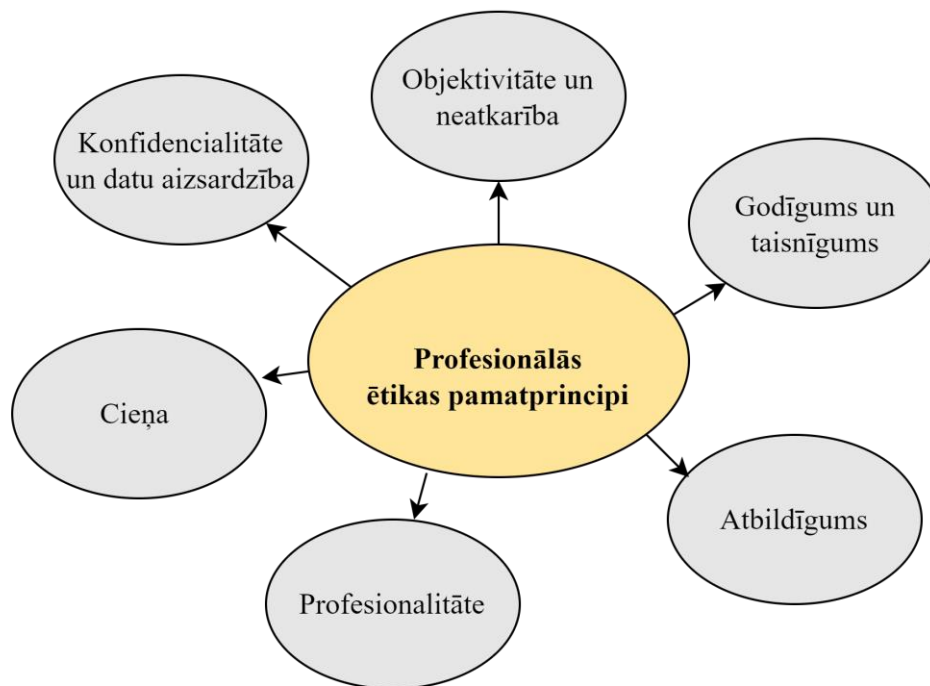 Objektivitāte un
neatkarība
Konfidencialitāte
un datu aizsardzība
Godīgums un
taisnīgums
Profesionālās
ētikas pamatprincipi
Cieņa
Atbildīgums
Profesionalitāte